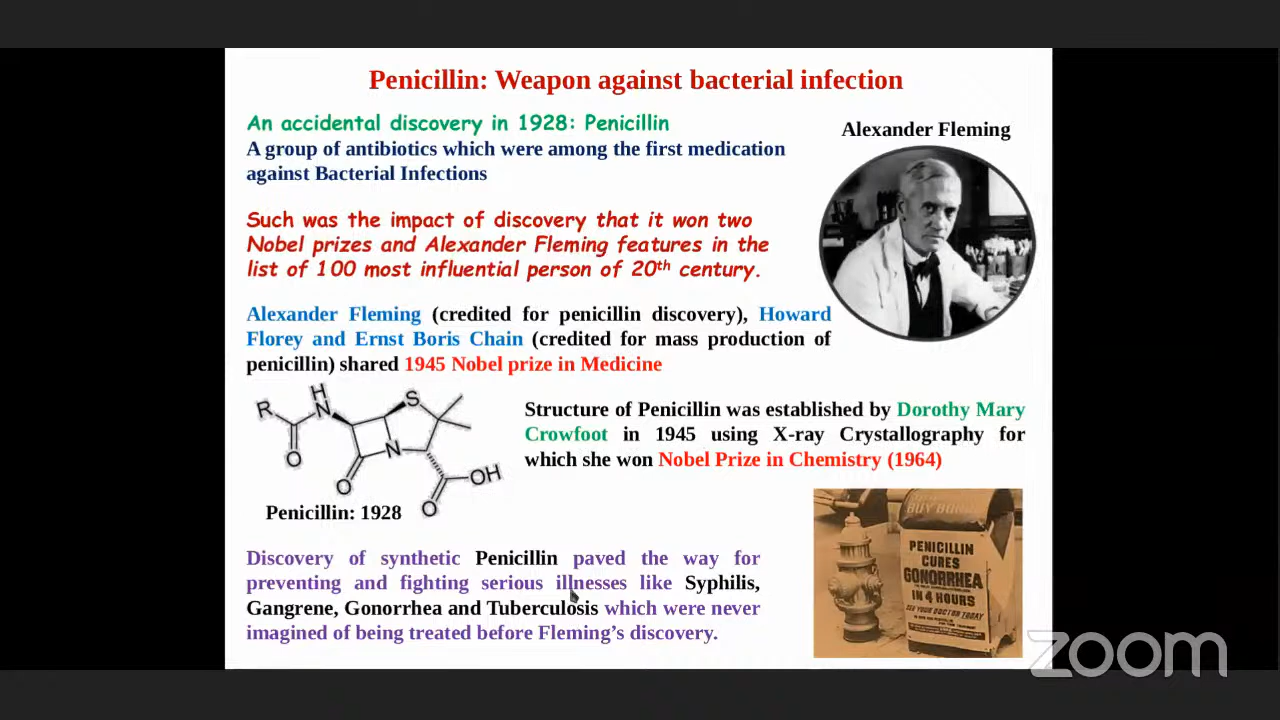 Penicillin: Weapon against bacterial infection
An accidental discovery in 1928: Penicillin
A group of antibiotics which were among the first medication
against Bacterial Infections
Alexander Fleming
Such was the impact of discovery that it won two
Nobel prizes and Alexander Fleming features in the
list of 100 most influential person of 20th century.
Alexander Fleming (credited for penicillin discovery), Howard
Florey and Ernst Boris Chain (credited for mass production of
penicillin) shared 1945 Nobel prize in Medicine
H
R N S
N
O
O
OH
O
Penicillin: 1928
Structure of Penicillin was established by Dorothy Mary
Crowfoot in 1945 using X-ray Crystallography for
which she won Nobel Prize in Chemistry (1964)
Discovery of synthetic Penicillin paved the way for
preventing and fighting serious illnesses like Syphilis,
Gangrene, Gonorrhea and Tuberculosis which were never
imagined of being treated before Fleming's discovery.
BUY
PENICILLIN
CURES
GONORRHEA
IN 4 HOURS
SEE YOUR DOCTOR TODAY
zoom